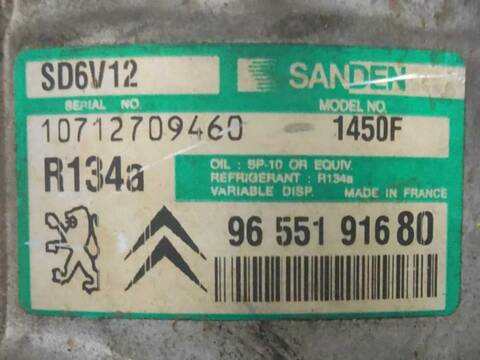 SD6V12
SANDEN
SERIAL NO.
MODEL NO.
10712709460
1450F
R134a
OIL : SP-10 OR EQUIV.
REFRIGERANT : R134a
VARIABLE DISP. MADE IN FRANCE
96 551 916 80